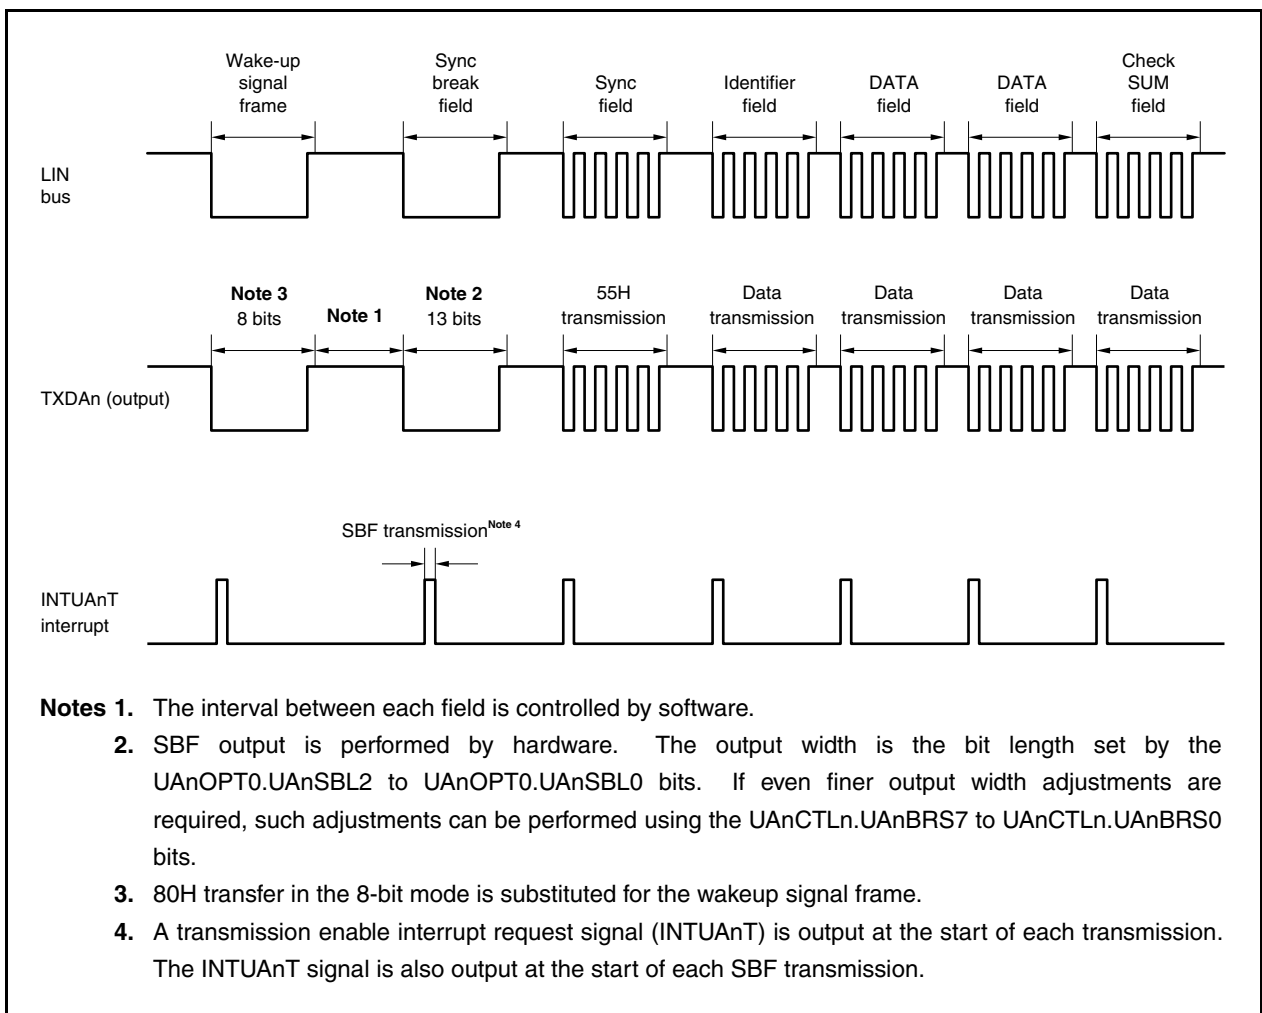 Wake-up
signal
frame
Sync
break
field
Sync
field
Identifier
field
DATA
field
DATA
field
Check
SUM
field
LIN
bus
Note 3
8 bits
Note 1
Note 2
13 bits
55H
transmission
Data
transmission
Data
transmission
Data
transmission
Data
transmission
TXDAn (output)
SBF transmission Note 4
INTUAnT
interrupt
Notes 1. The interval between each field is controlled by software.
2. SBF output is performed by hardware. The output width is the bit length set by the
UAnOPT0.UAnSBL2 to UAnOPT0.UAnSBL0 bits. If even finer output width adjustments are
required, such adjustments can be performed using the UAnCTLn.UAnBRS7 to UAnCTLn.UAnBRS0
bits.
3. 80H transfer in the 8-bit mode is substituted for the wakeup signal frame.
4. A transmission enable interrupt request signal (INTUAnT) is output at the start of each transmission.
The INTUAnT signal is also output at the start of each SBF transmission.